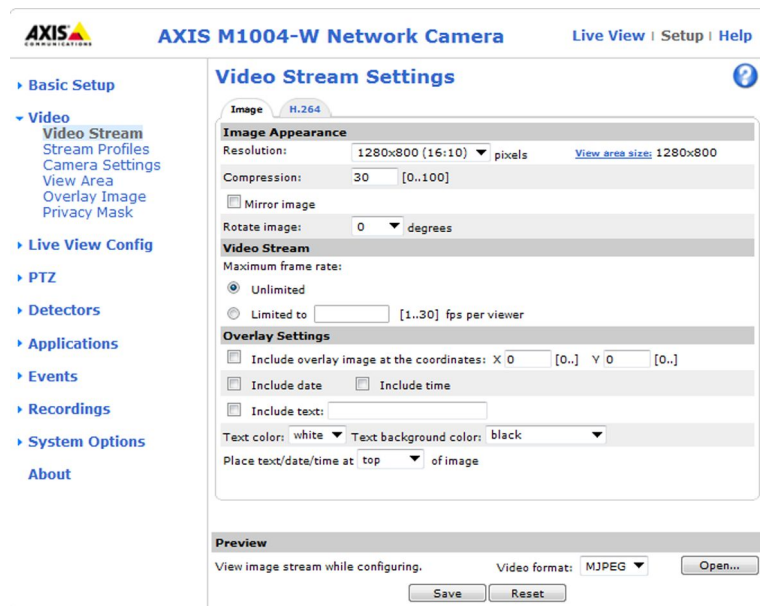 AXIS
COMMUNICATIONS
AXIS M1004-W Network Camera
Live View | Setup | Help
Basic Setup
Video
Video Stream
Stream Profiles
Camera Settings
View Area
Overlay Image
Privacy Mask
Live View Config
PTZ
Detectors
Applications
Events
Recordings
System Options
About
Video Stream Settings
?
Image
H.264
Image Appearance
Resolution: 1280x800 (16:10) pixels View area size: 1280x800
Compression: 30 [0..100]
Mirror image
Rotate image: 0 degrees
Video Stream
Maximum frame rate:
Unlimited
Limited to [1..30] fps per viewer
Overlay Settings
Include overlay image at the coordinates: X 0 [0..] Y 0 [0..]
Include date Include time
Include text:
Text color: white Text background color: black
Place text/date/time at top of image
Preview
View image stream while configuring. Video format: MJPEG Open...
Save Reset